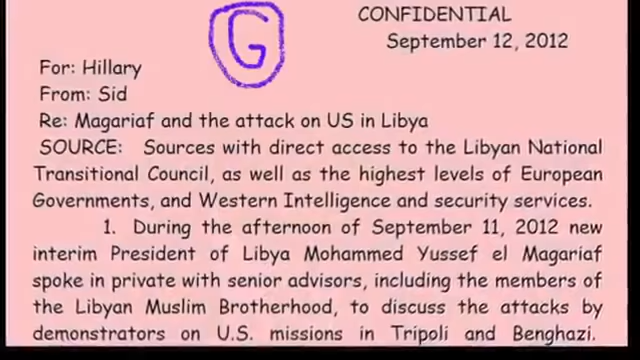 G
CONFIDENTIAL
September 12, 2012
For: Hillary
From: Sid
Re: Magariaf and the attack on US in Libya
SOURCE: Sources with direct access to the Libyan National
Transitional Council, as well as the highest levels of European
Governments, and Western Intelligence and security services.
1. During the afternoon of September 11, 2012 new
interim President of Libya Mohammed Yussef el Magariaf
spoke in private with senior advisors, including the members of
the Libyan Muslim Brotherhood, to discuss the attacks by
demonstrators on U.S. missions in Tripoli and Benghazi.